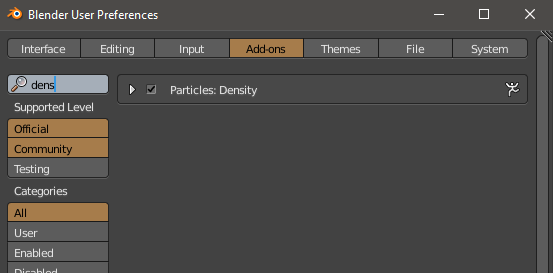 Blender User Preferences
Interface
Editing
Input
Add-ons
Themes
File
System
dens
Particles: Density
Supported Level
Official
Community
Testing
Categories
All
User
Enabled
Disabled